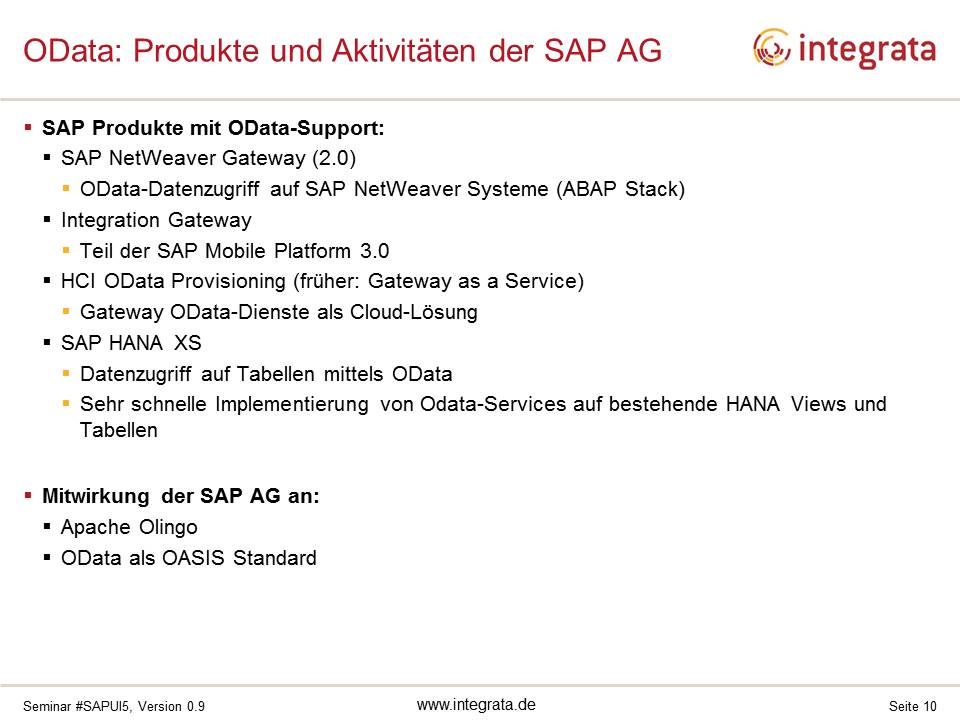 OData: Produkte und Aktivitäten der SAP AG
integrata
SAP Produkte mit OData-Support:
SAP NetWeaver Gateway (2.0)
OData-Datenzugriff auf SAP NetWeaver Systeme (ABAP Stack)
Integration Gateway
Teil der SAP Mobile Platform 3.0
HCI OData Provisioning (früher: Gateway as a Service)
Gateway OData-Dienste als Cloud-Lösung
SAP HANA XS
Datenzugriff auf Tabellen mittels OData
Sehr schnelle Implementierung von Odata-Services auf bestehende HANA Views und
Tabellen
Mitwirkung der SAP AG an:
Apache Olingo
OData als OASIS Standard
Seminar #SAPUI5, Version 0.9
www.integrata.de
Seite 10